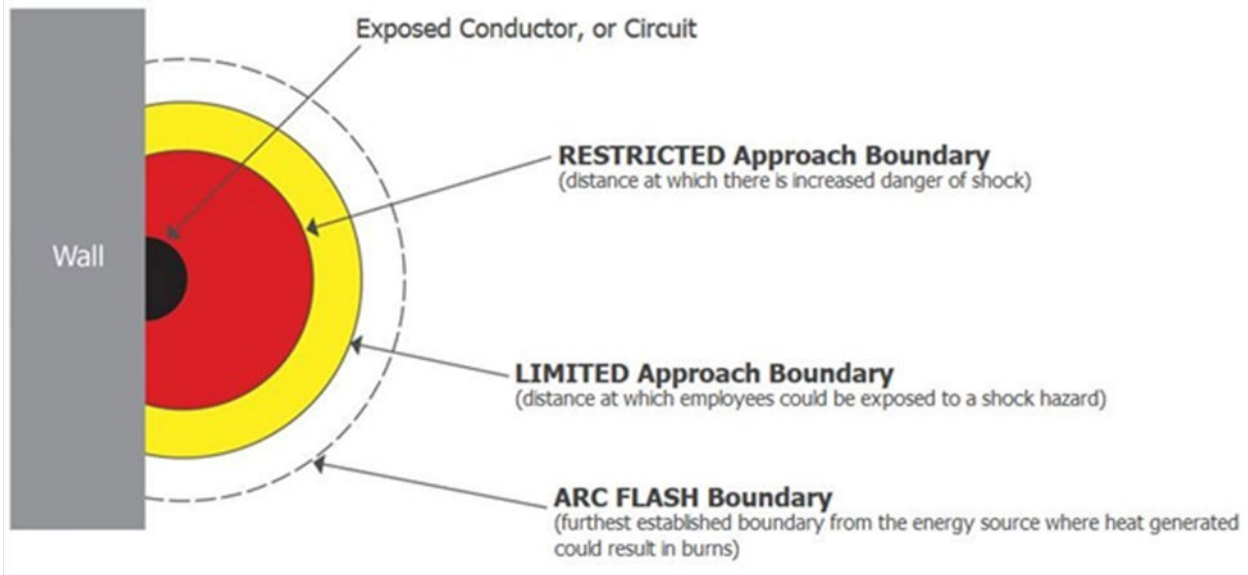 Exposed Conductor, or Circuit
RESTRICTED Approach Boundary
(distance at which there is increased danger of shock)
Wall
LIMITED Approach Boundary
(distance at which employees could be exposed to a shock hazard)
ARC FLASH Boundary
(furthest established boundary from the energy source where heat generated
could result in burns)